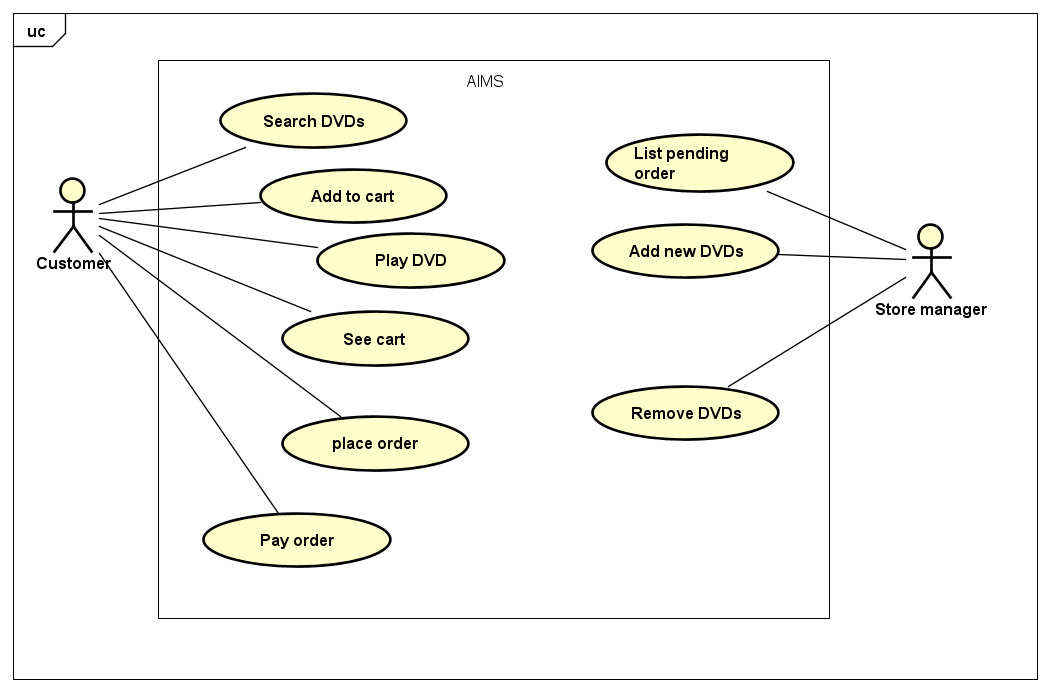 uc
AIMS
Search DVDs
List pending
order
Add to cart
Customer
Play DVD
Add new DVDs
Store manager
See cart
Remove DVDs
place order
Pay order